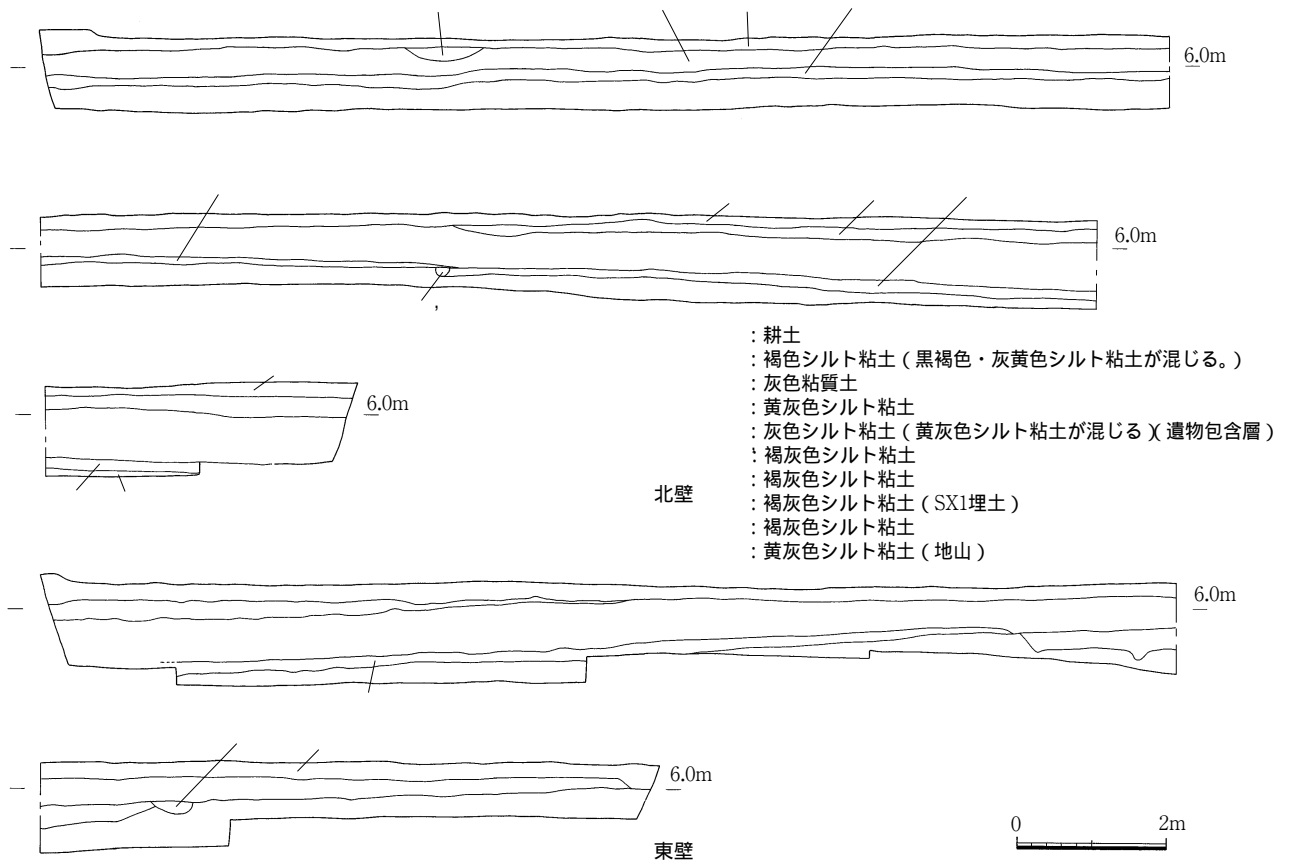 6.0m
6.0m
：耕土
：褐色シルト粘土（黒褐色・灰黄色シルト粘土が混じる。）
：灰色粘質土
：黄灰色シルト粘土
：灰色シルト粘土（黄灰色シルト粘土が混じる）（遺物包含層）
：褐灰色シルト粘土
：褐灰色シルト粘土
：褐灰色シルト粘土（SX1埋土）
：褐灰色シルト粘土
：黄灰色シルト粘土（地山）
6.0m
北壁
6.0m
6.0m
東壁
0 2m